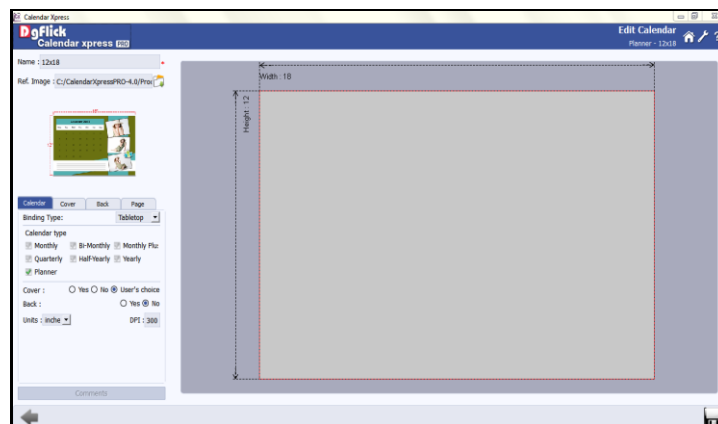 Calendar Xpress
DgFlick
Calendar xpress PRO
Edit Calendar
Planner - 12x18
Name : 12x18
Ref. Image : C:/CalendarXpressPRO-4.0/Pro
Width : 18
Height : 12
Calendar
Cover
Back
Page
Binding Type:
Tabletop
Calendar type
Monthly
Bi-Monthly
Monthly Plu
Quarterly
Half-Yearly
Yearly
Planner
Cover :
Yes
No
User's choice
Back :
Yes
No
Units : inche
DPI : 300
Comments